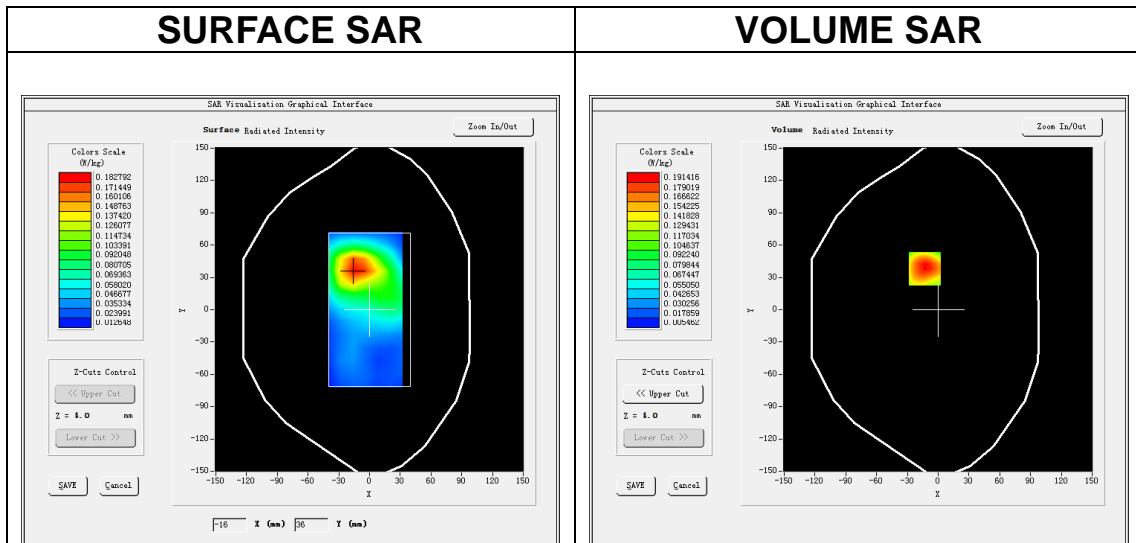 SURFACE SAR
VOLUME SAR
SAR Visualisation Graphical Interface
Surface Radiated Intensity
Zoom In/Out
Colors Scale
(W/kg)
0.182792
0.171449
0.160106
0.148763
0.137420
0.126077
0.114734
0.103391
0.092048
0.080705
0.069363
0.058020
0.046677
0.035334
0.023991
0.012648
150
120
90
60
30
0
-30
-60
-90
-120
-150
Y
-150 -120 -90 -60 -30 0 30 60 90 120 150
X
Z-Cuts Control
<< Upper Cut
Z = 4.0 mm
Lower Cut >>
SAVE Cancel
-16 X (mm) 36 Y (mm)
SAR Visualisation Graphical Interface
Volume Radiated Intensity
Zoom In/Out
Colors Scale
(W/kg)
0.191416
0.179019
0.166622
0.154225
0.141828
0.129431
0.117034
0.104637
0.092240
0.079844
0.067447
0.055050
0.042653
0.030256
0.017859
0.005462
150
120
90
60
30
0
-30
-60
-90
-120
-150
Y
-150 -120 -90 -60 -30 0 30 60 90 120 150
X
Z-Cuts Control
<< Upper Cut
Z = 4.0 mm
Lower Cut >>
SAVE Cancel